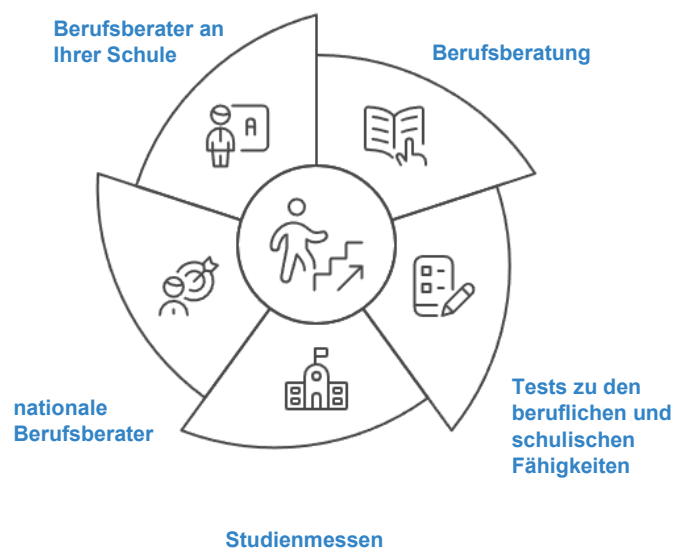 Berufsberater an
Ihrer Schule
Berufsberatung
A
Tests zu den
beruflichen und
schulischen
Fähigkeiten
nationale
Berufsberater
Studienmessen